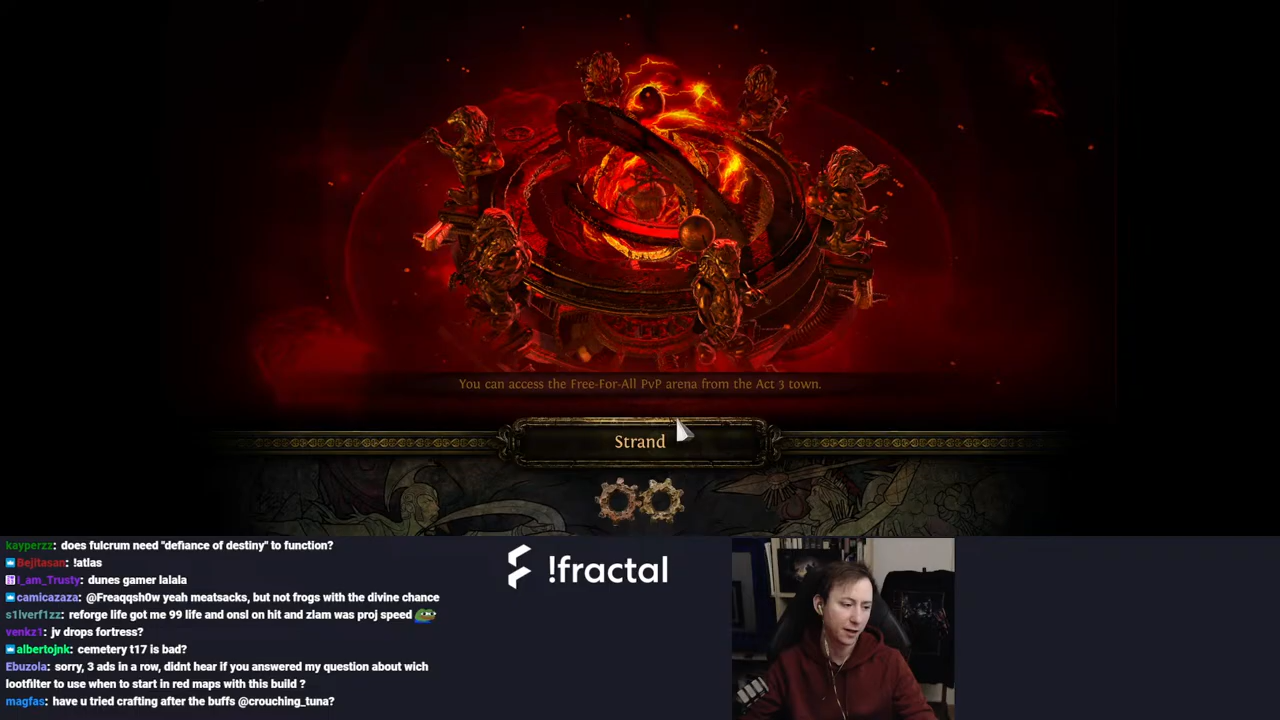 You can access the Free-For-All PvP arena from the Act 3 town.
Strand
kayperzz: does fulcrum need "defiance of destiny" to function?
Bejitasan: !atlas
i_am_Trusty: dunes gamer lalala
camicazaza: @Freaqqsh0w yeah meatsacks, but not frogs with the divine chance
s1lverf1zz: reforge life got me 99 life and onsl on hit and zlam was proj speed
venkz1: jv drops fortress?
albertojnk: cemetery t17 is bad?
Ebuzola: sorry, 3 ads in a row, didnt hear if you answered my question about wich
lootfilter to use when to start in red maps with this build ?
magfas: have u tried crafting after the buffs @crouching_tuna?
!fractal